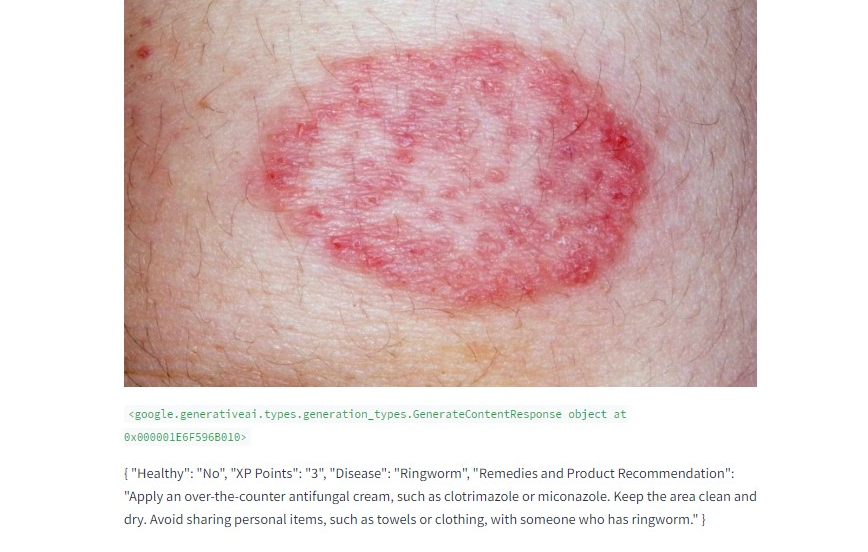 <google.generativeai.types.generation_types.GenerateContentResponse object at
0x000001E6F596B010>
{ "Healthy": "No", "XP Points": "3", "Disease": "Ringworm", "Remedies and Product Recommendation":
"Apply an over-the-counter antifungal cream, such as clotrimazole or miconazole. Keep the area clean and
dry. Avoid sharing personal items, such as towels or clothing, with someone who has ringworm." }